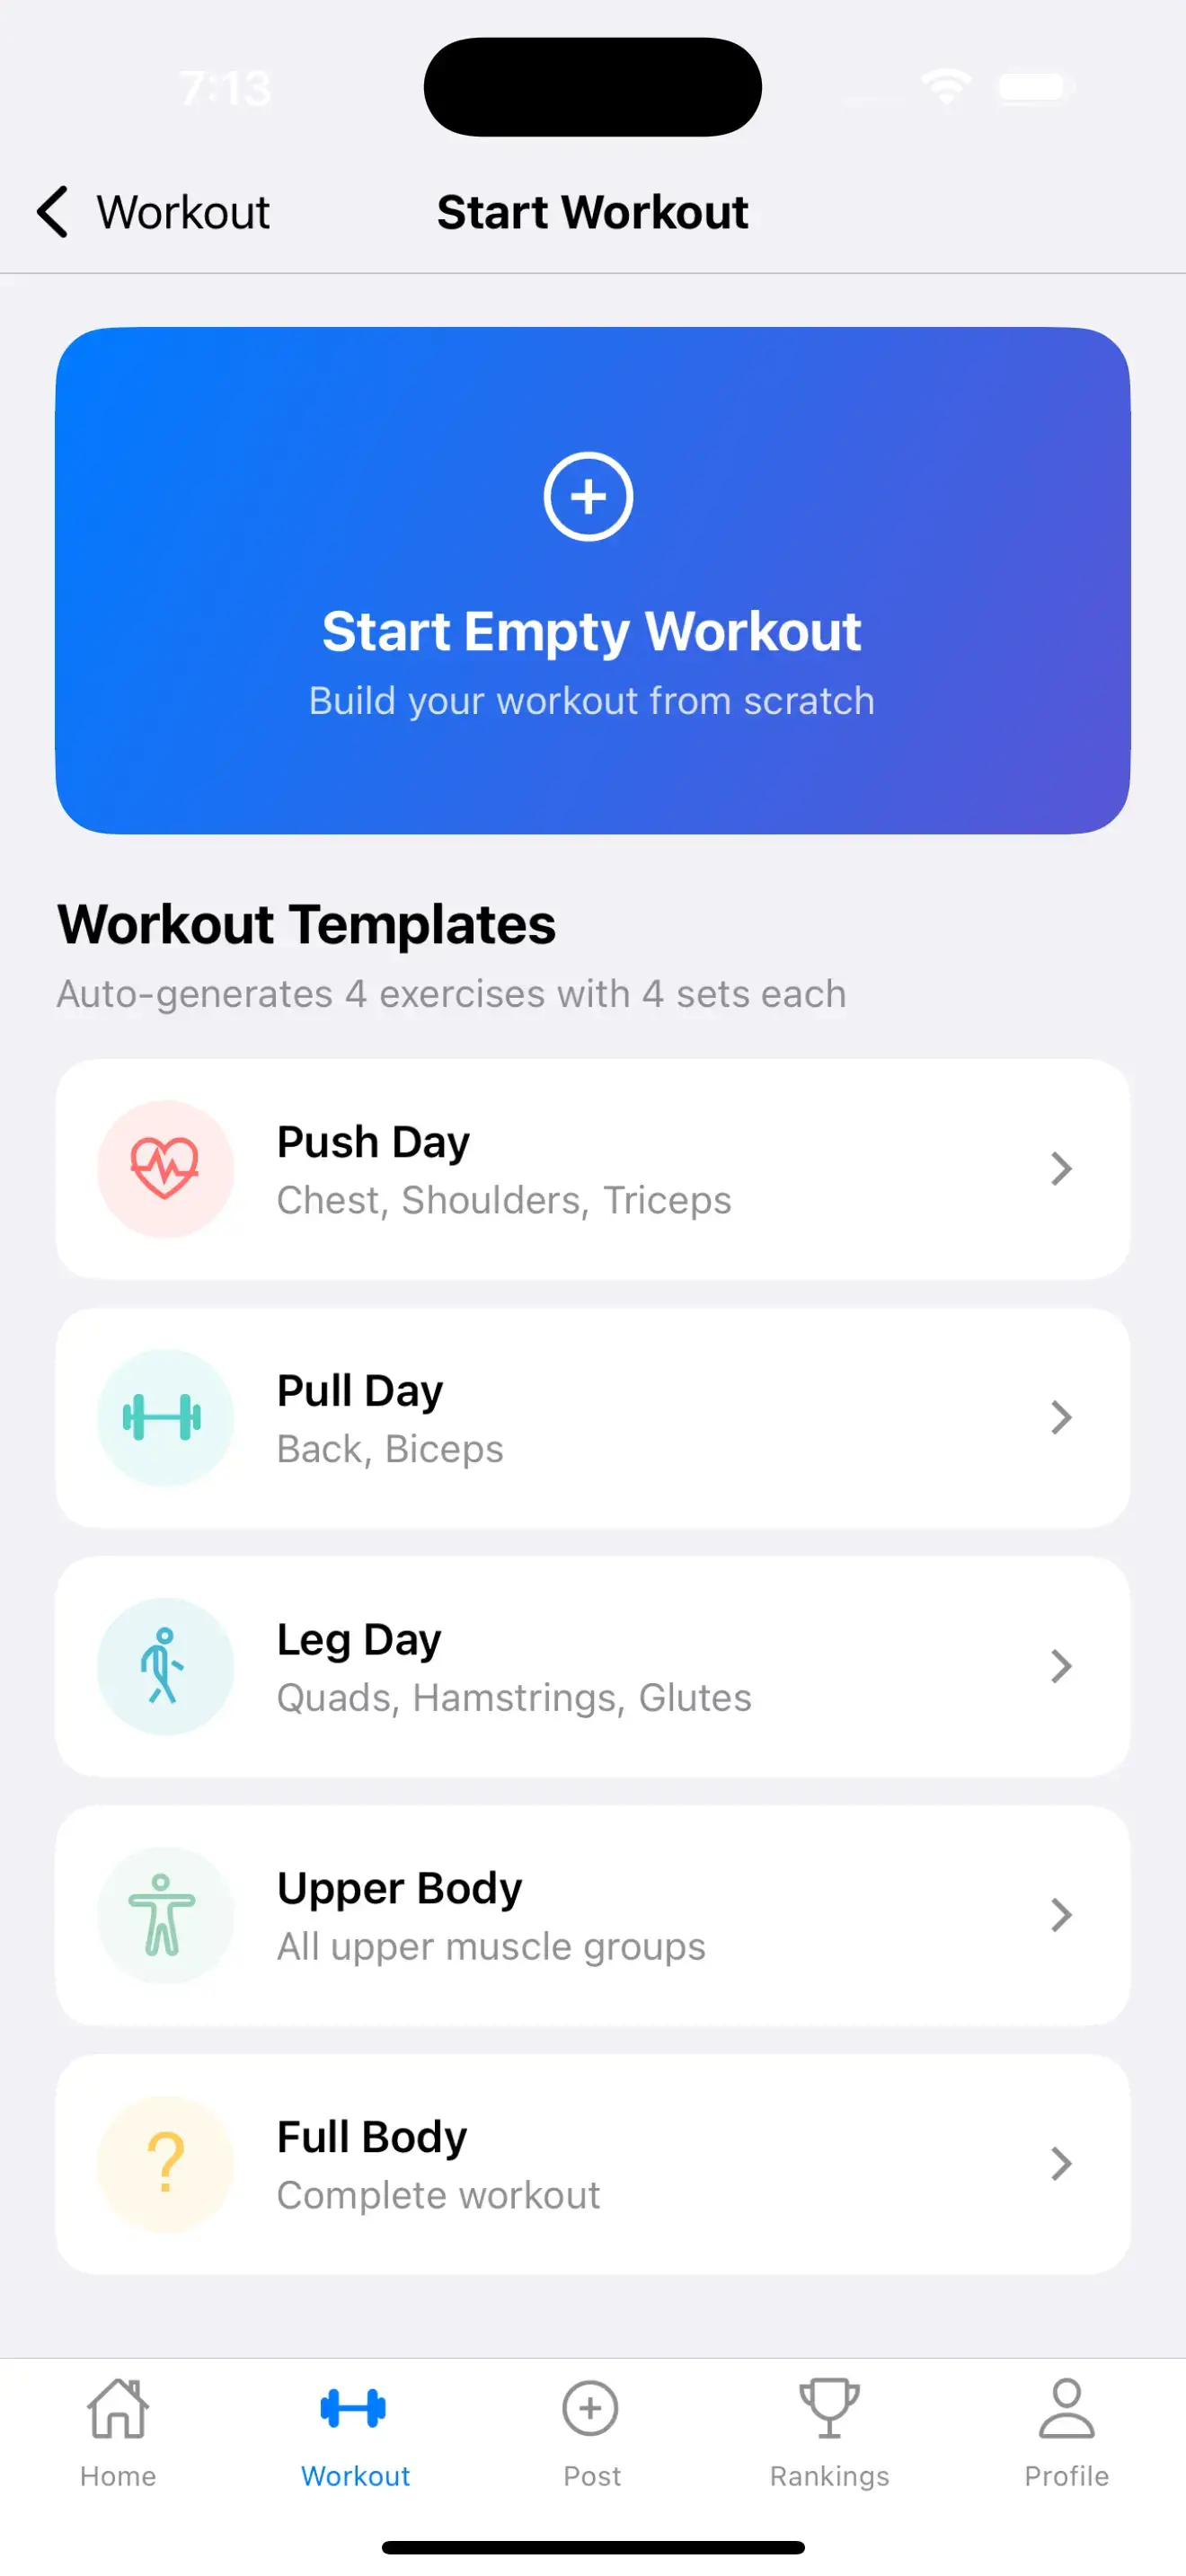 7:13
Workout
Start Workout
Start Empty Workout
Build your workout from scratch
Workout Templates
Auto-generates 4 exercises with 4 sets each
Push Day
Chest, Shoulders, Triceps
Pull Day
Back, Biceps
Leg Day
Quads, Hamstrings, Glutes
Upper Body
All upper muscle groups
?
Full Body
Complete workout
Home
Workout
Post
Rankings
Profile